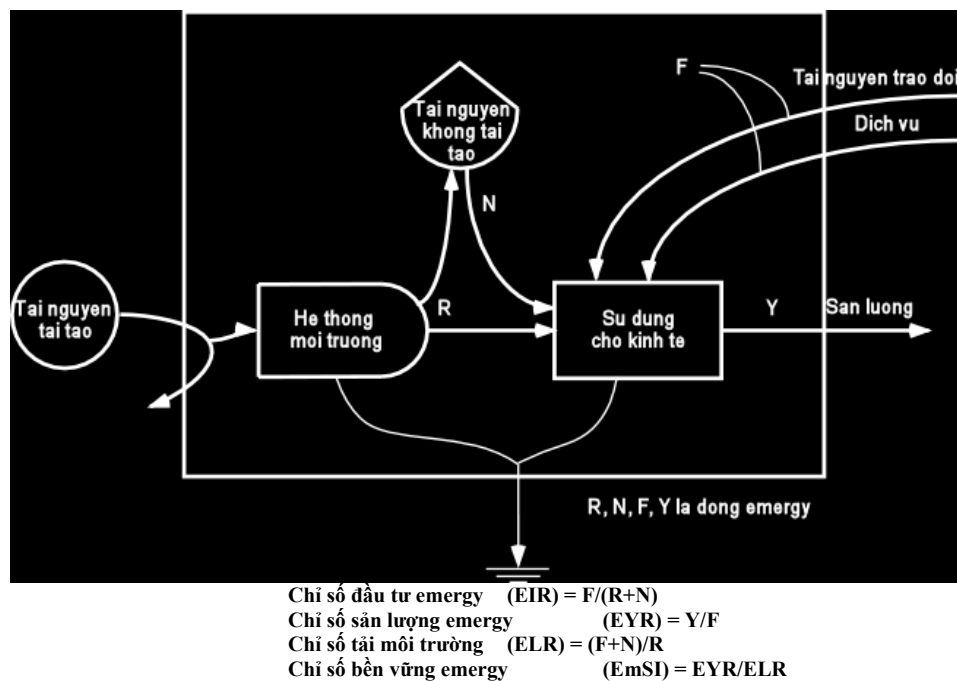 F
Tai nguyen trao doi
Dich vu
Tai nguyen
khong tai
tao
N
Tai nguyen
tai tao
He thong
moi truong
R
Su dung
cho kinh te
Y
San luong
R, N, F, Y la dong emergy
Chỉ số đầu tư emergy (EIR) = F/(R+N)
Chỉ số sản lượng emergy (EYR) = Y/F
Chỉ số tải môi trường (ELR) = (F+N)/R
Chỉ số bền vững emergy (EmSI) = EYR/ELR